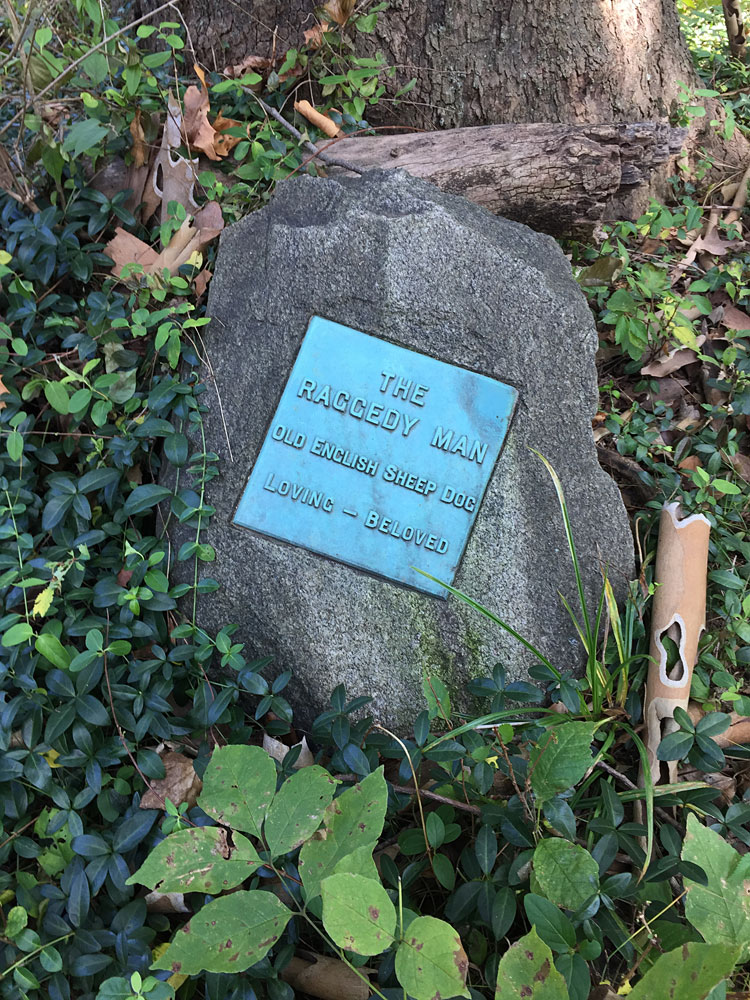 THE
RAGGEDY MAN
OLD ENGLISH SHEEP DOG
LOVING – BELOVED